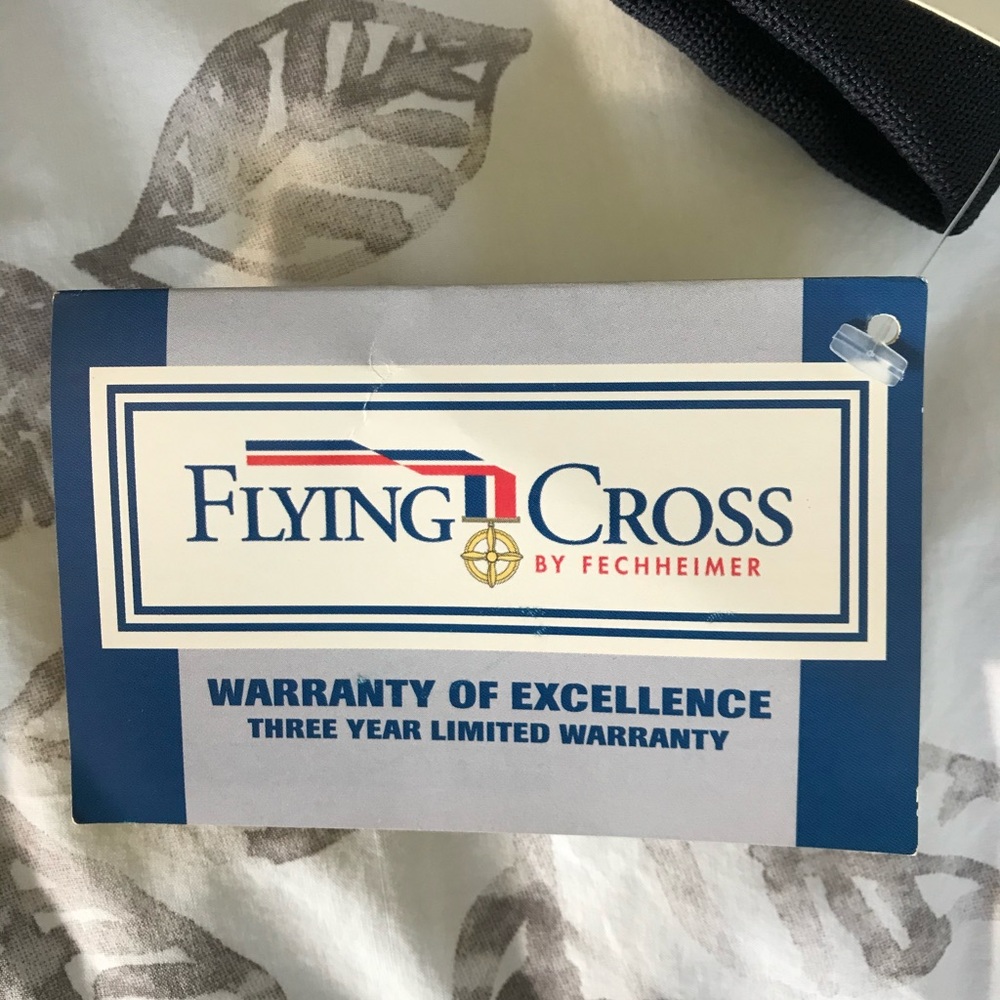 FLYING CROSS
BY FECHHEIMER
WARRANTY OF EXCELLENCE
THREE YEAR LIMITED WARRANTY